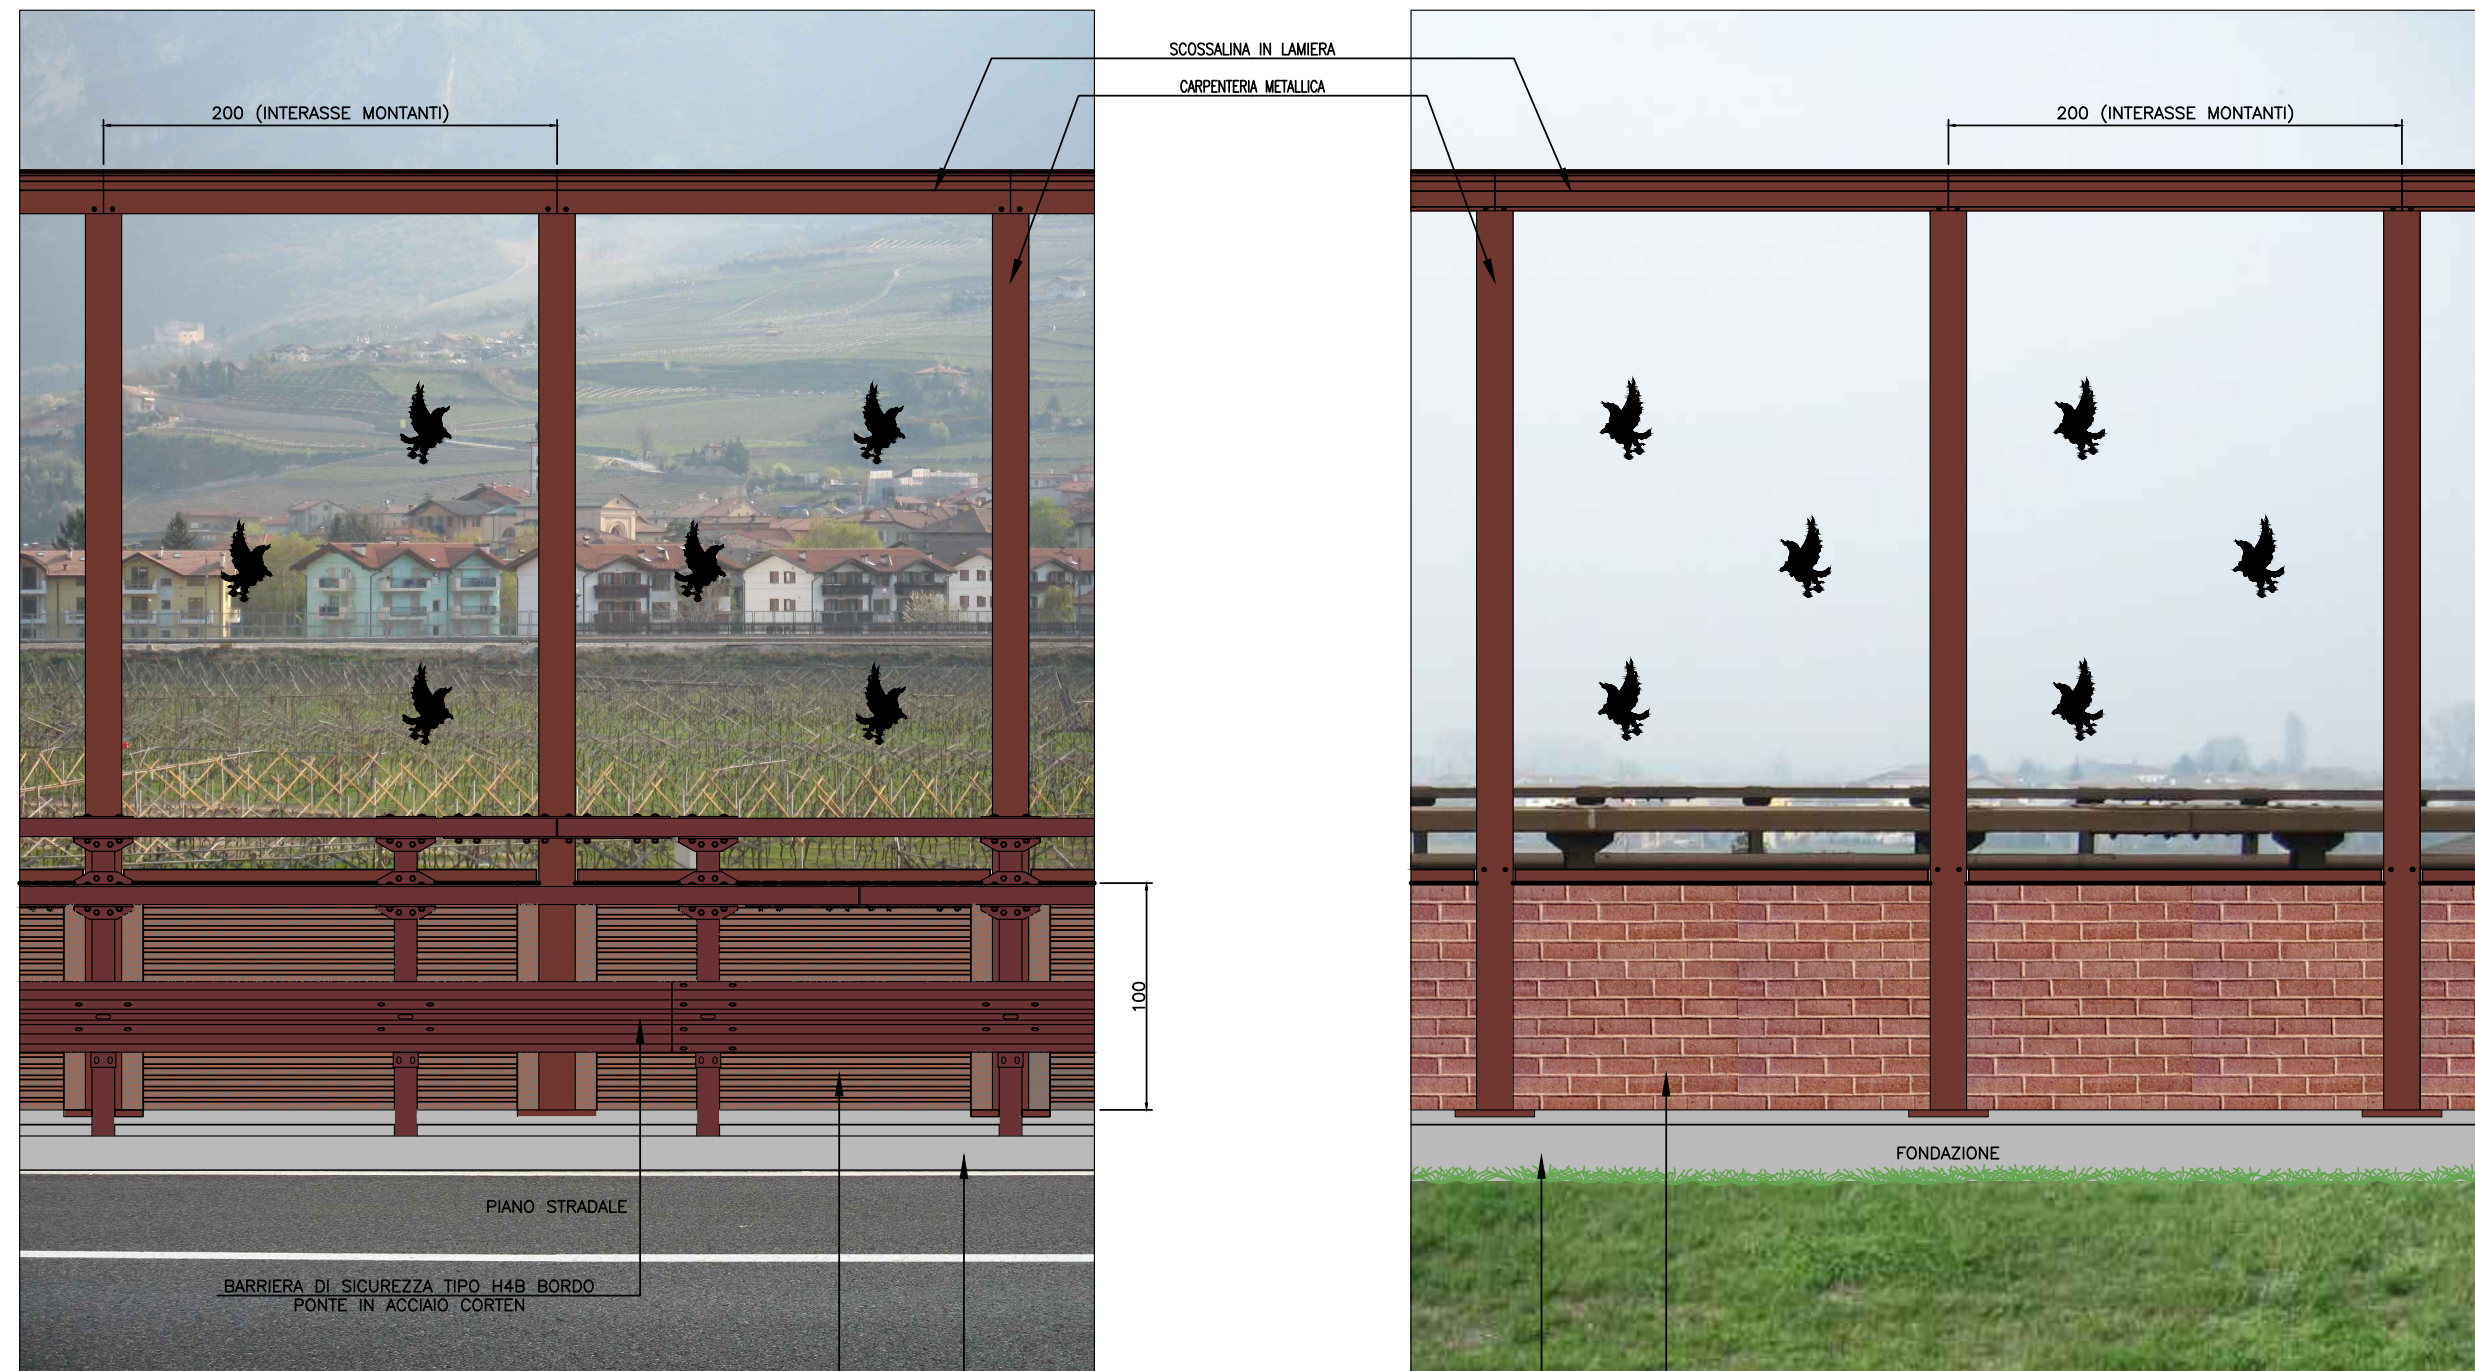 SCOSSALINA IN LAMIERA
CARPENTERIA METALLICA
200 (INTERASSE MONTANTI)
200 (INTERASSE MONTANTI)
100
FONDAZIONE
PIANO STRADALE
BARRIERA DI SICUREZZA TIPO H4B BORDO
PONTE IN ACCIAIO CORTEN